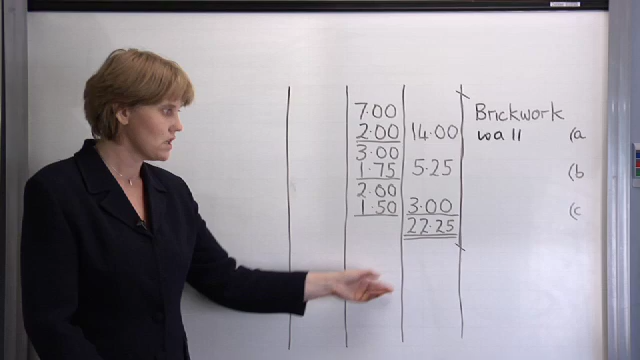 7.00 Brickwork
2.00 14.00 wall (a
3.00
1.75 5.25 (b
2.00
1.50 3.00 (c
22.25